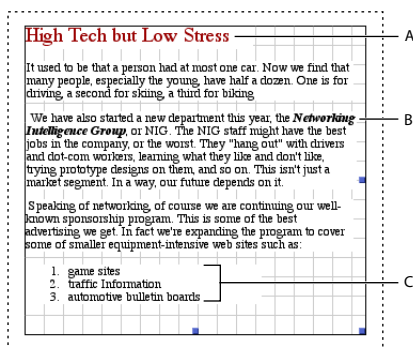 High Tech but Low Stress
A
It used to be that a person had at most one car. Now we find that
many people, especially the young, have half a dozen. One is for
driving, a second for skiing, a third for biking
We have also started a new department this year, the Networking
B
Intelligence Group, or NIG. The NIG staff might have the best
jobs in the company, or the worst. They "hang out" with drivers
and dot-com workers, learning what they like and don't like,
trying prototype designs on them, and so on. This isn't just a
market segment. In a way, our future depends on it.
Speaking of networking, of course we are continuing our well-
known sponsorship program. This is some of the best
advertising we get. In fact we're expanding the program to cover
some of smaller equipment-intensive web sites such as:
1. game sites
2. traffic Information
C
3. automotive bulletin boards